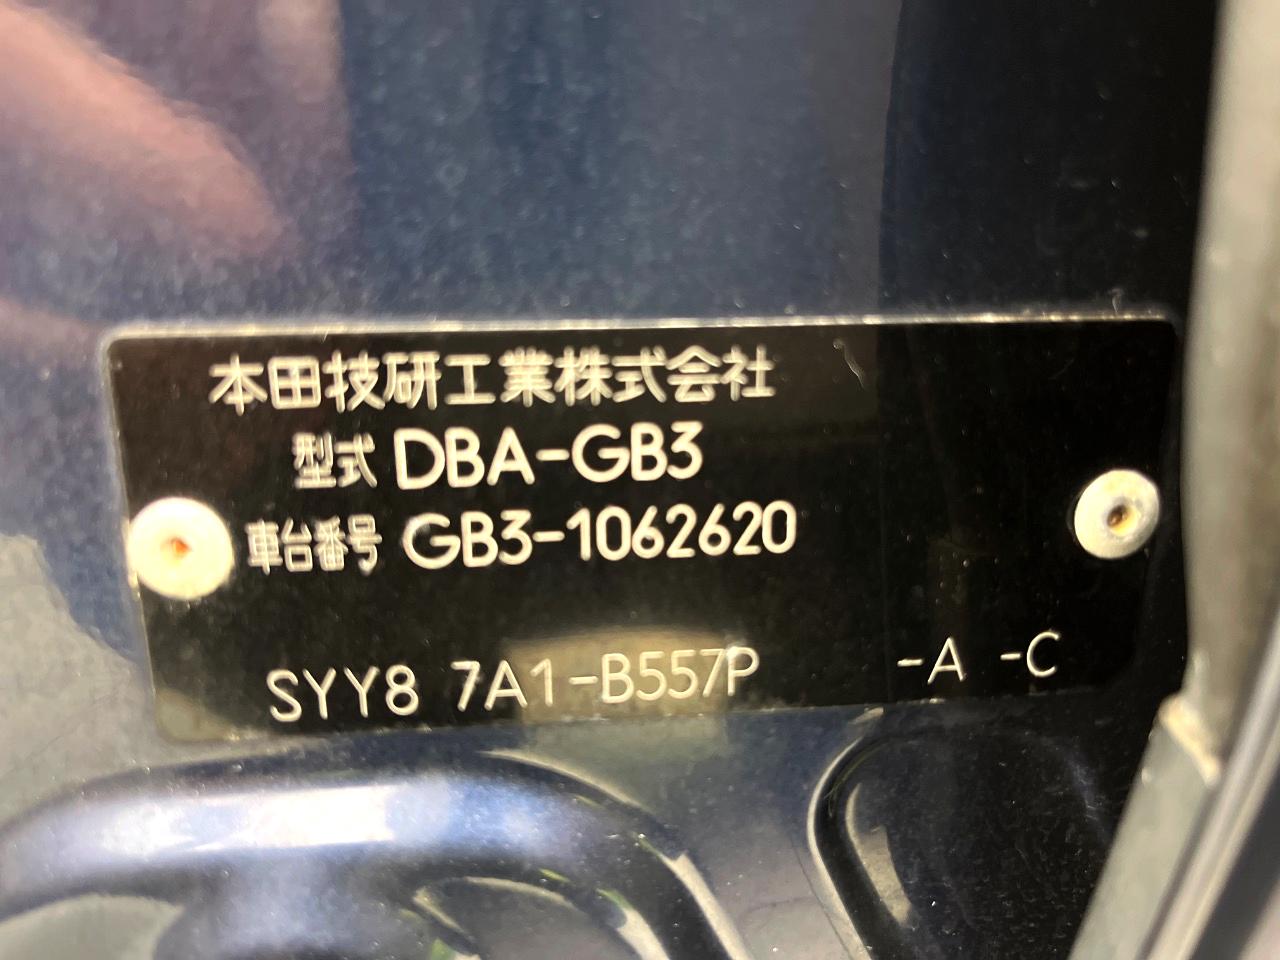 本田技研工業株式会社
型式 DBA-GB3
車台番号 GB3-1062620
SYY8 7A1-B557P -A -C